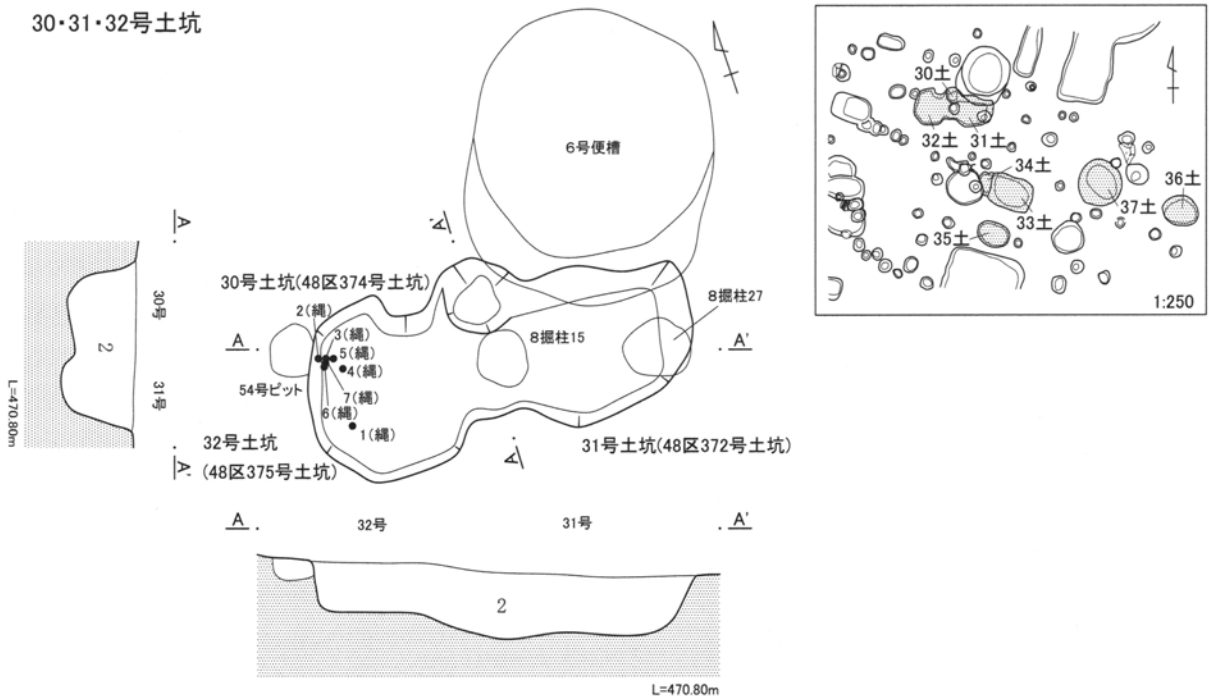 30・31・32号土坑
6号便槽
A
A'
30号土坑(48区374号土坑)
8掘柱27
2(縄)
3(縄)
5(縄)
4(縄)
7(縄)
6(縄)
1(縄)
8掘柱15
A
A'
54号ピット
32号土坑
(48区375号土坑)
31号土坑(48区372号土坑)
A
A
A'
30号
31号
2
L=470.80m
A
32号
31号
A'
2
L=470.80m
30土
32土
31土
34土
33土
35土
37土
36土
1:250